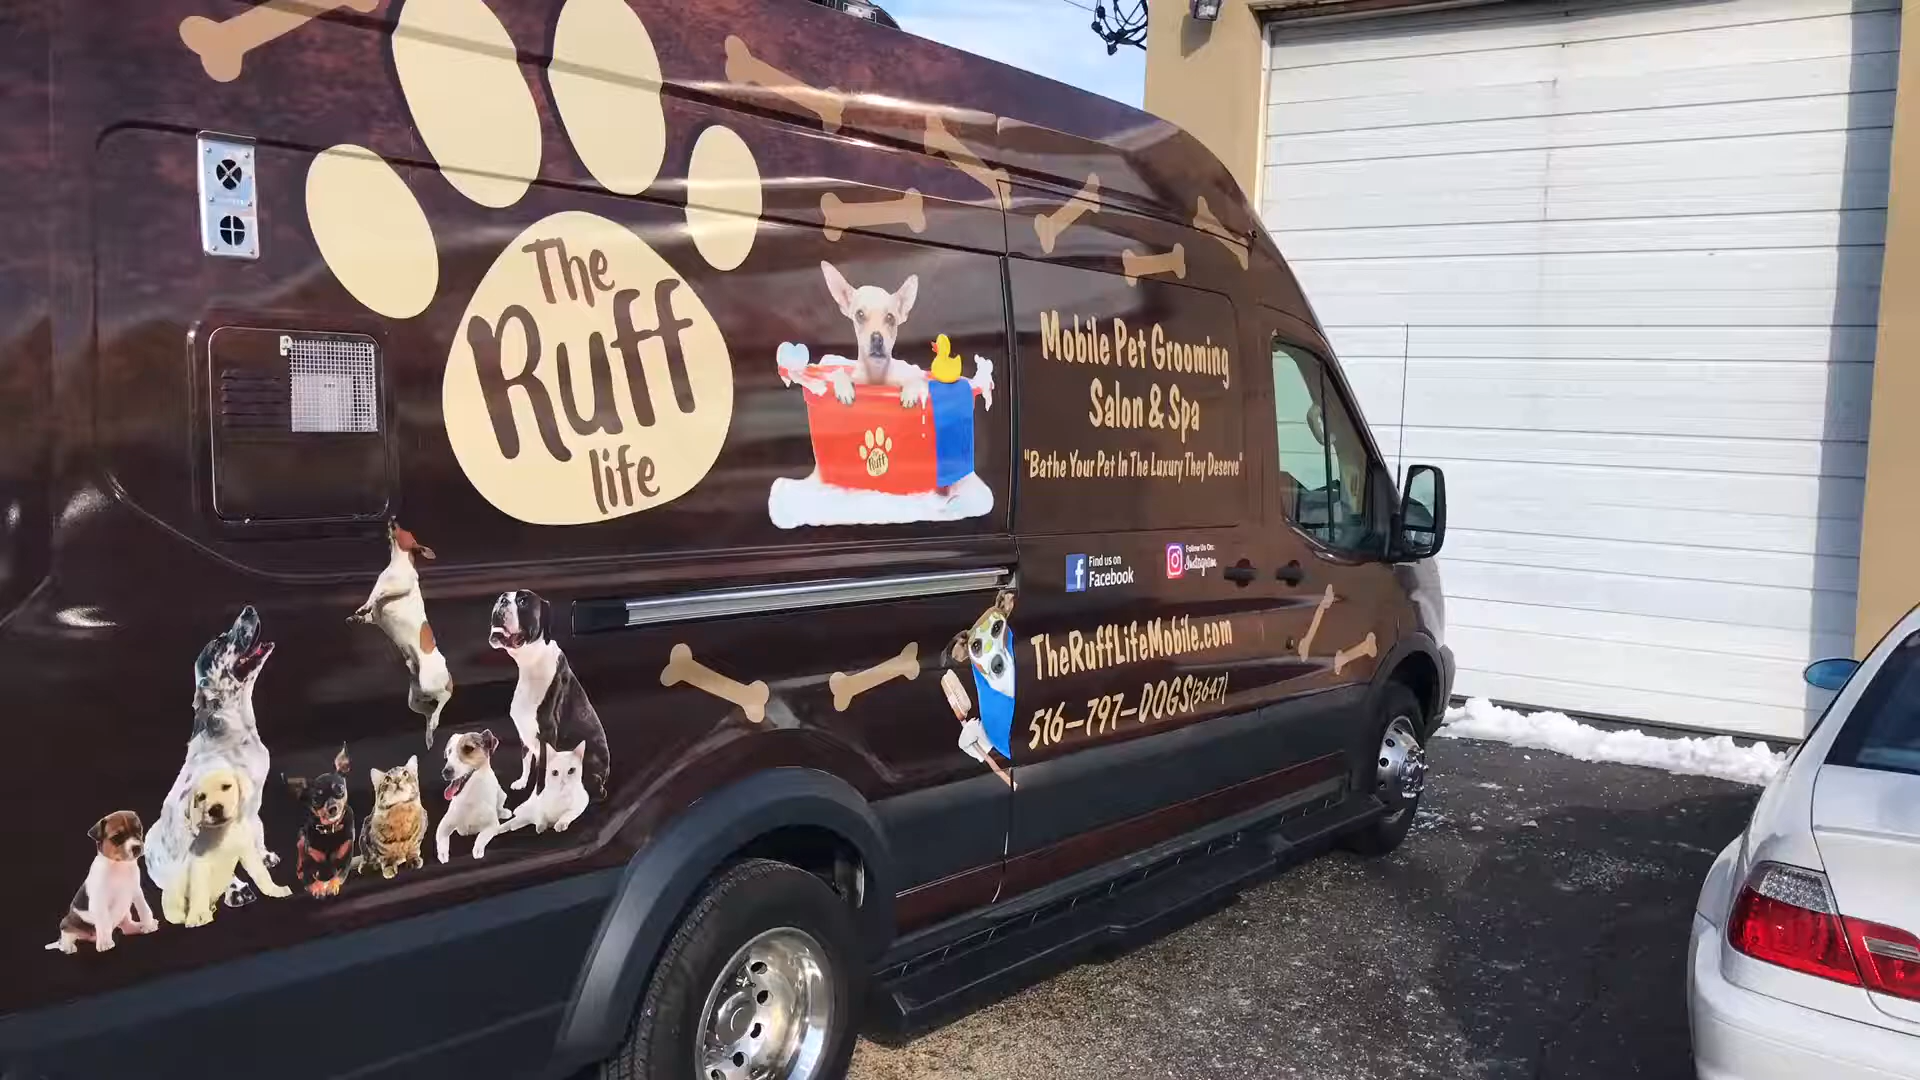 The
Ruff
life
Ruff
Mobile Pet Grooming
Salon & Spa
"Bathe Your Pet In The Luxury They Deserve"
Find us on
Facebook
Follow Us On:
Instagram
TheRuffLifeMobile.com
516-797-DOGS(3647)